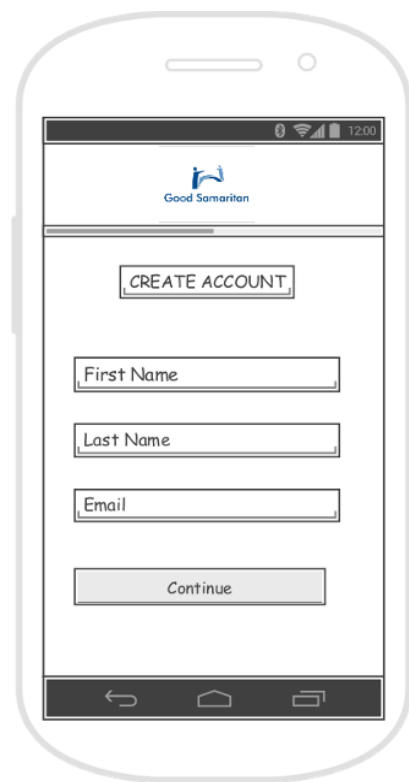 12:00
Good Samaritan
CREATE ACCOUNT
First Name
Last Name
Email
Continue